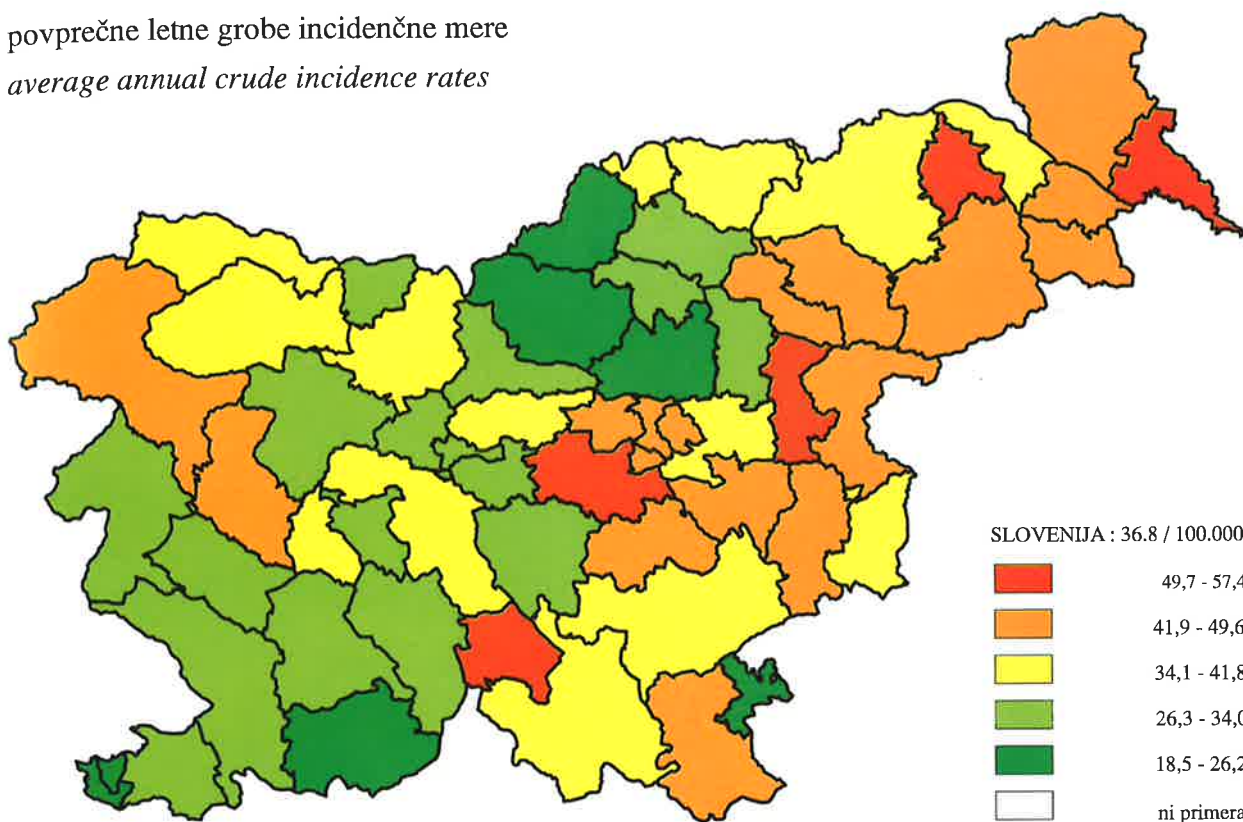 povprečne letne grobe incidenčne mere
average annual crude incidence rates
SLOVENIJA : 36.8 / 100.000
49,7 - 57,4
41,9 - 49,6
34,1 - 41,8
26,3 - 34,0
18,5 - 26,2
ni primera